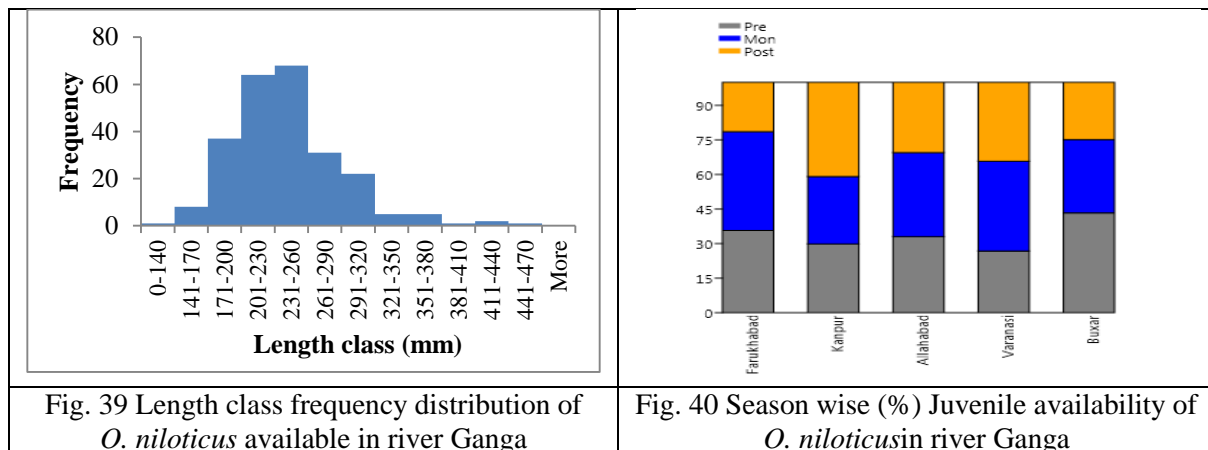 80
60
40
20
0
Frequency
0-140
141-170
171-200
201-230
231-260
261-290
291-320
321-350
351-380
381-410
411-440
441-470
More
Length class (mm)
Fig. 39 Length class frequency distribution of
O. niloticus available in river Ganga
Pre
Mon
Post
90
75
60
45
30
15
0
Farukhabad
Kanpur
Allahabad
Varanasi
Buxar
Fig. 40 Season wise (%) Juvenile availability of
O. niloticusin river Ganga